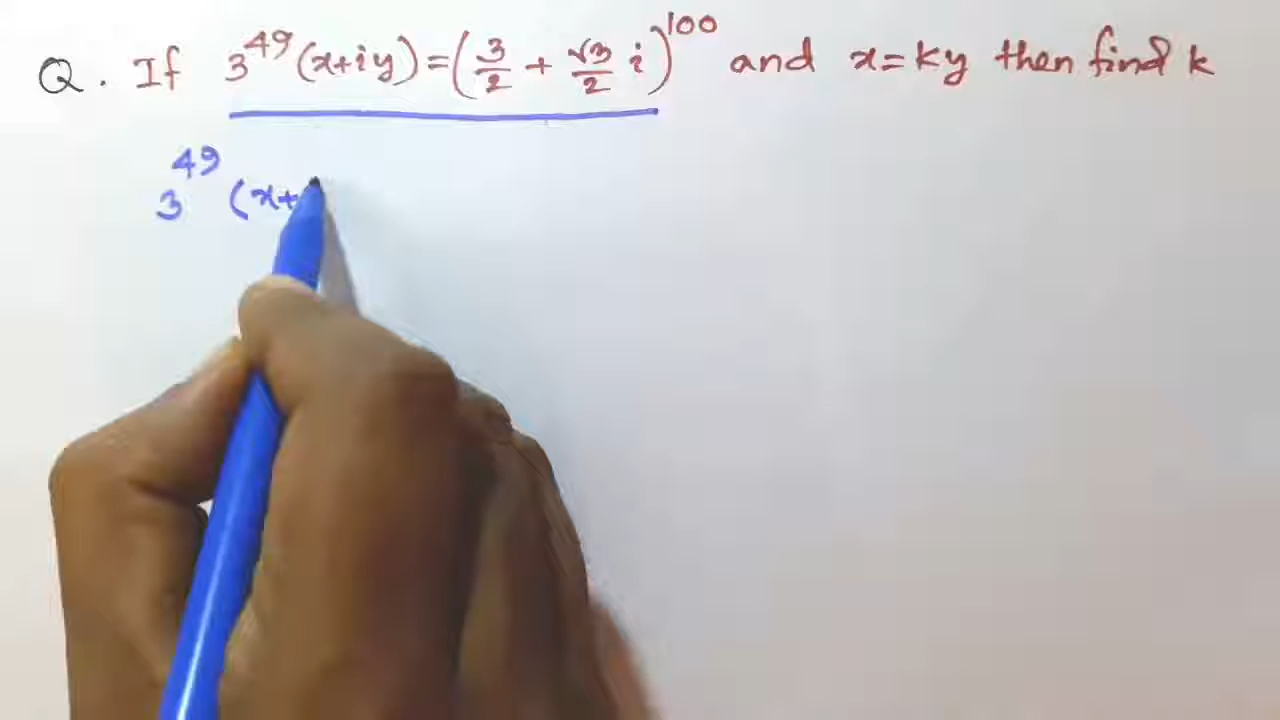 Q. If 3^49 (x+iy) = (3/2 + √3/2 i)^100 and x=ky then find k
3^49 (x+